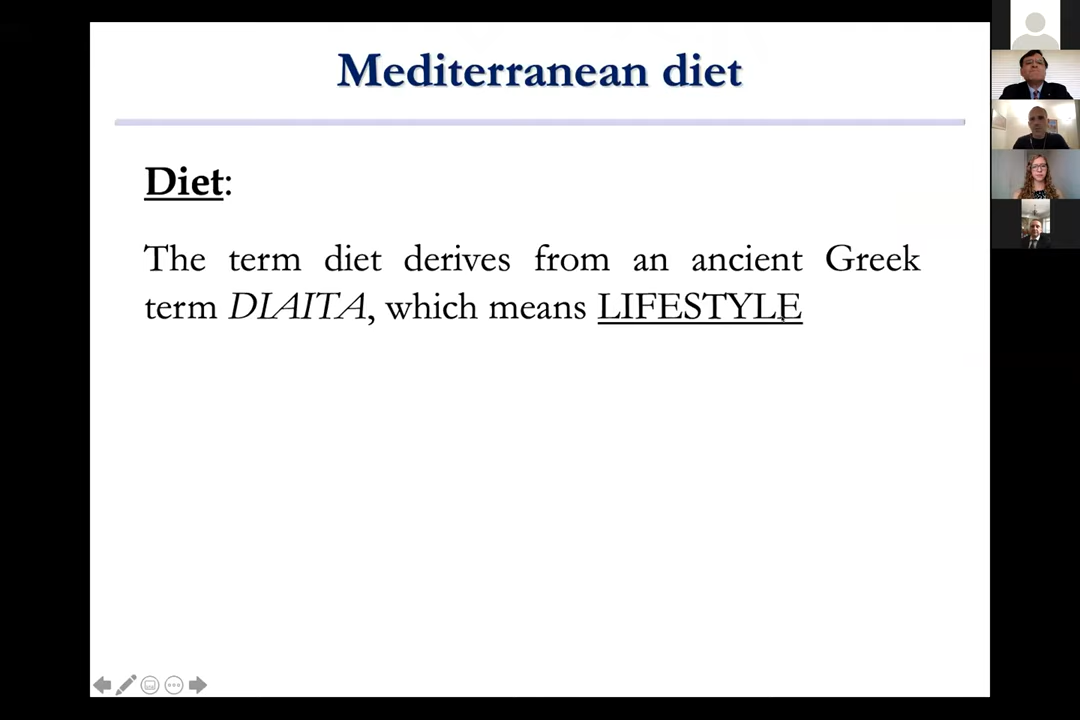 Mediterranean diet
Diet:
The term diet derives from an ancient Greek
term DIAITA, which means LIFESTYLE